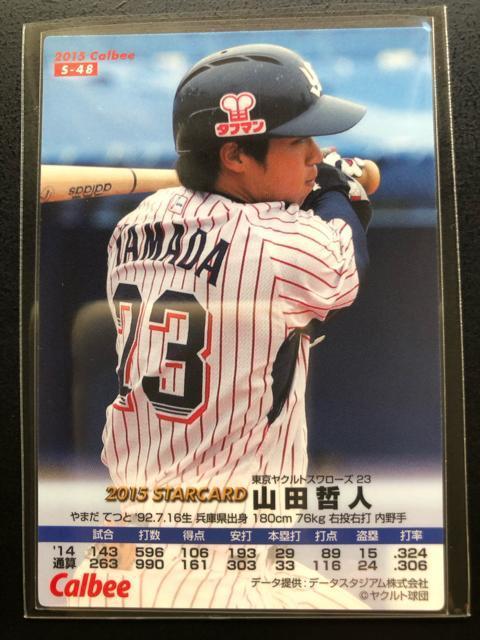 2015 Calbee
S-48
タフマン
adidas
YAMADA
23
東京ヤクルトスワローズ 23
2015 STARCARD 山田哲人
やまだ てつと '92.7.16生 兵庫県出身 180cm 76kg 右投右打 内野手
試合 打数 得点 安打 本塁打 打点 盗塁 打率
'14 143 596 106 193 29 89 15 .324
通算 263 990 161 303 33 116 24 .306
Calbee
データ提供:データスタジアム株式会社
©ヤクルト球団